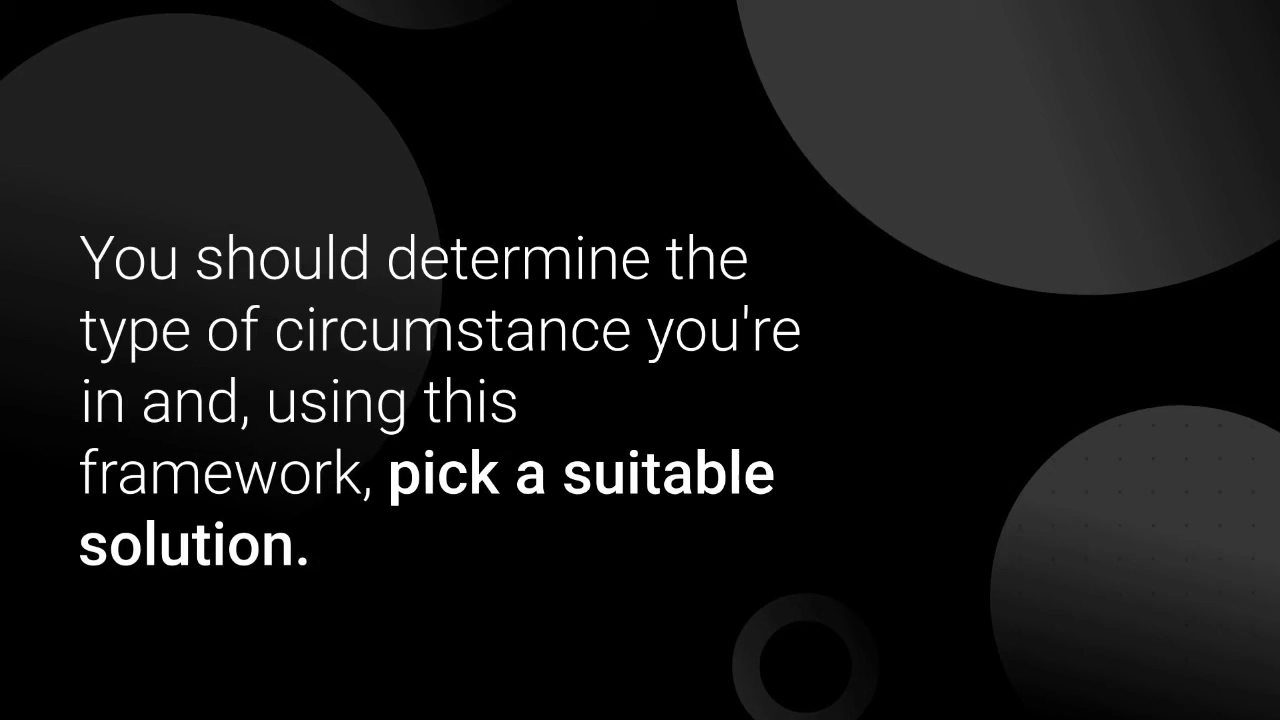 You should determine the
type of circumstance you're
in and, using this
framework, pick a suitable
solution.